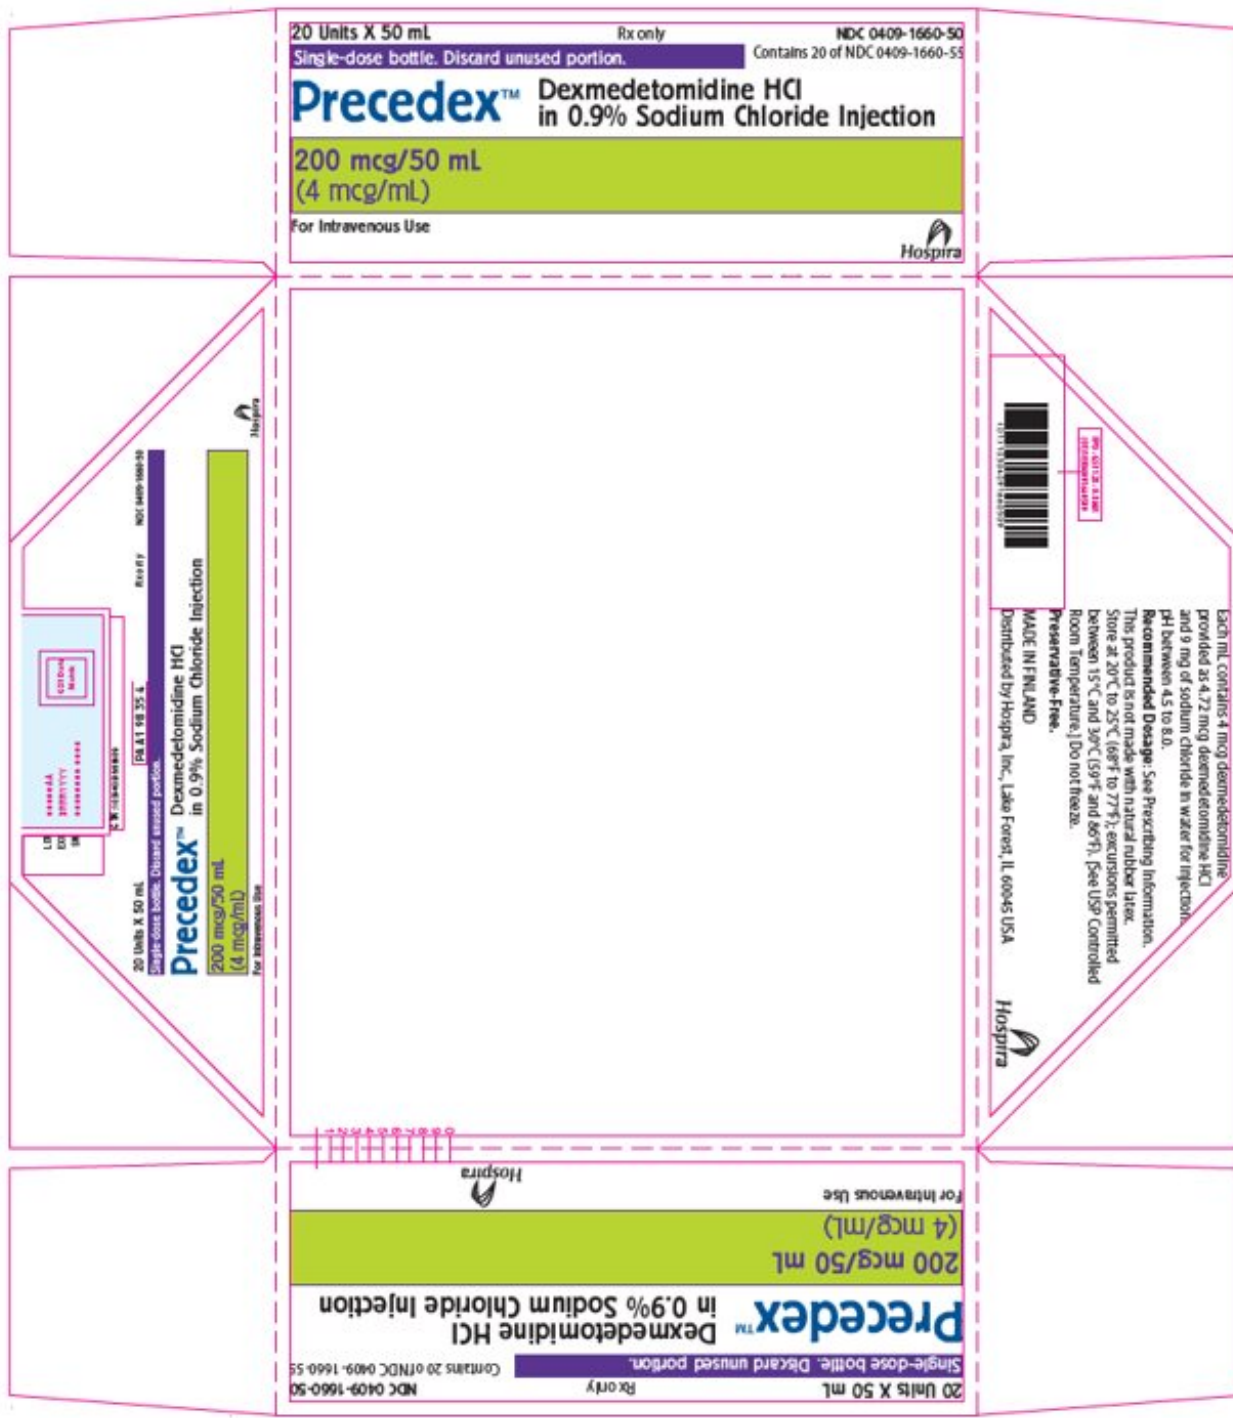 20 Units X 50 mL Rx only NDC 0409-1660-50
Single-dose bottle. Discard unused portion. Contains 20 of NDC 0409-1660-55
Precedex™ Dexmedetomidine HCl
in 0.9% Sodium Chloride Injection
200 mcg/50 mL
(4 mcg/mL)
For Intravenous Use
Hospira
20 Units X 50 mL Rx only NDC 0409-1660-50
Single-dose bottle. Discard unused portion.
Precedex™ Dexmedetomidine HCl
in 0.9% Sodium Chloride Injection
200 mcg/50 mL
(4 mcg/mL)
For Intravenous Use
Hospira
Each mL contains 4 mcg dexmedetomidine
provided as 4.72 mcg dexmedetomidine HCl
and 9 mg of sodium chloride in water for injection.
pH between 4.5 to 8.0.
Recommended Dosage: See Prescribing Information.
This product is not made with natural rubber latex.
Store at 20°C to 25°C (68°F to 77°F); excursions permitted
between 15°C and 30°C (59°F and 86°F). [See USP Controlled
Room Temperature.] Do not freeze.
Preservative-Free.
MADE IN FINLAND
Distributed by Hospira, Inc., Lake Forest, IL 60045 USA
Hospira
1 2 3 4 5 6 7 8 9 0
20 Units X 50 mL Rx only NDC 0409-1660-50
Single-dose bottle. Discard unused portion. Contains 20 of NDC 0409-1660-55
Precedex™ Dexmedetomidine HCl
in 0.9% Sodium Chloride Injection
200 mcg/50 mL
(4 mcg/mL)
For Intravenous Use
Hospira